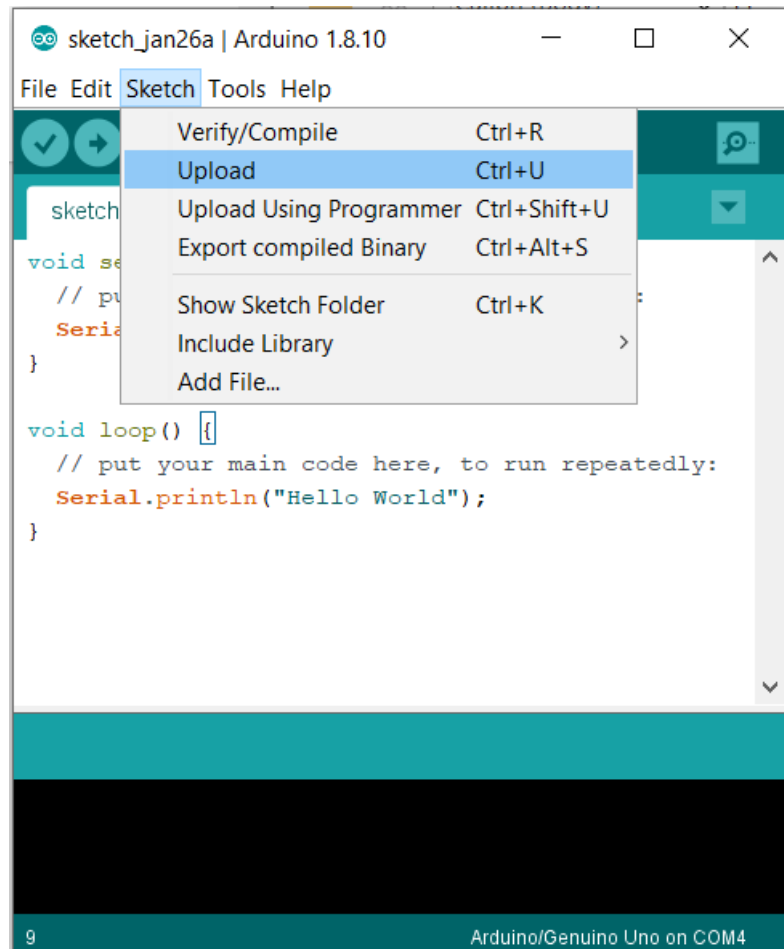 sketch_jan26a | Arduino 1.8.10
File Edit Sketch Tools Help
Verify/Compile Ctrl+R
Upload Ctrl+U
Upload Using Programmer Ctrl+Shift+U
Export compiled Binary Ctrl+Alt+S
Show Sketch Folder Ctrl+K
Include Library
Add File...
sketch
void se
// pu :
Seria
}
void loop() {
// put your main code here, to run repeatedly:
Serial.println("Hello World");
}
9 Arduino/Genuino Uno on COM4